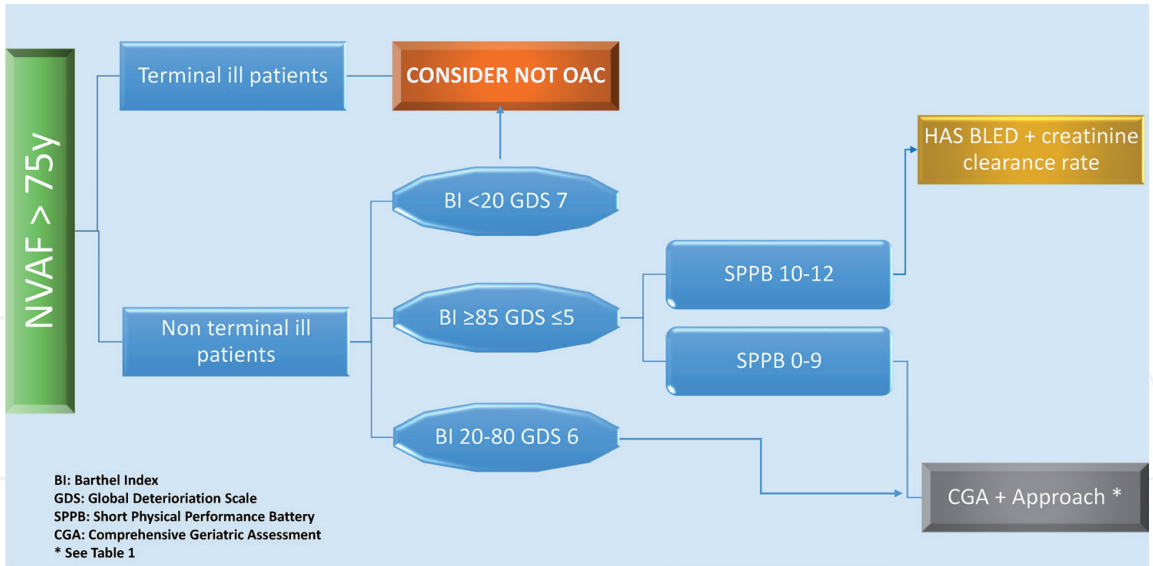 NVAF > 75y
Terminal ill patients
CONSIDER NOT OAC
HAS BLED + creatinine
clearance rate
BI <20 GDS 7
SPPB 10-12
BI ≥85 GDS ≤5
Non terminal ill
patients
SPPB 0-9
BI 20-80 GDS 6
CGA + Approach *
BI: Barthel Index
GDS: Global Deterioriation Scale
SPPB: Short Physical Performance Battery
CGA: Comprehensive Geriatric Assessment
* See Table 1